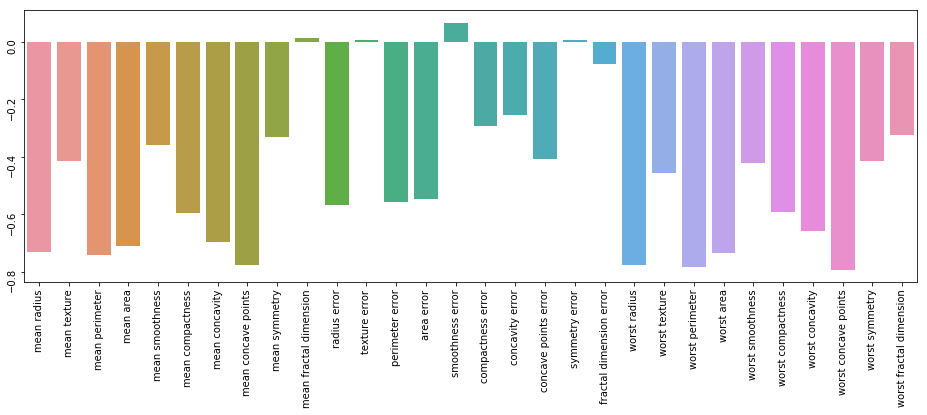 0.0
−0.2
−0.4
−0.6
−0.8
mean radius
mean texture
mean perimeter
mean area
mean smoothness
mean compactness
mean concavity
mean concave points
mean symmetry
mean fractal dimension
radius error
texture error
perimeter error
area error
smoothness error
compactness error
concavity error
concave points error
symmetry error
fractal dimension error
worst radius
worst texture
worst perimeter
worst area
worst smoothness
worst compactness
worst concavity
worst concave points
worst symmetry
worst fractal dimension